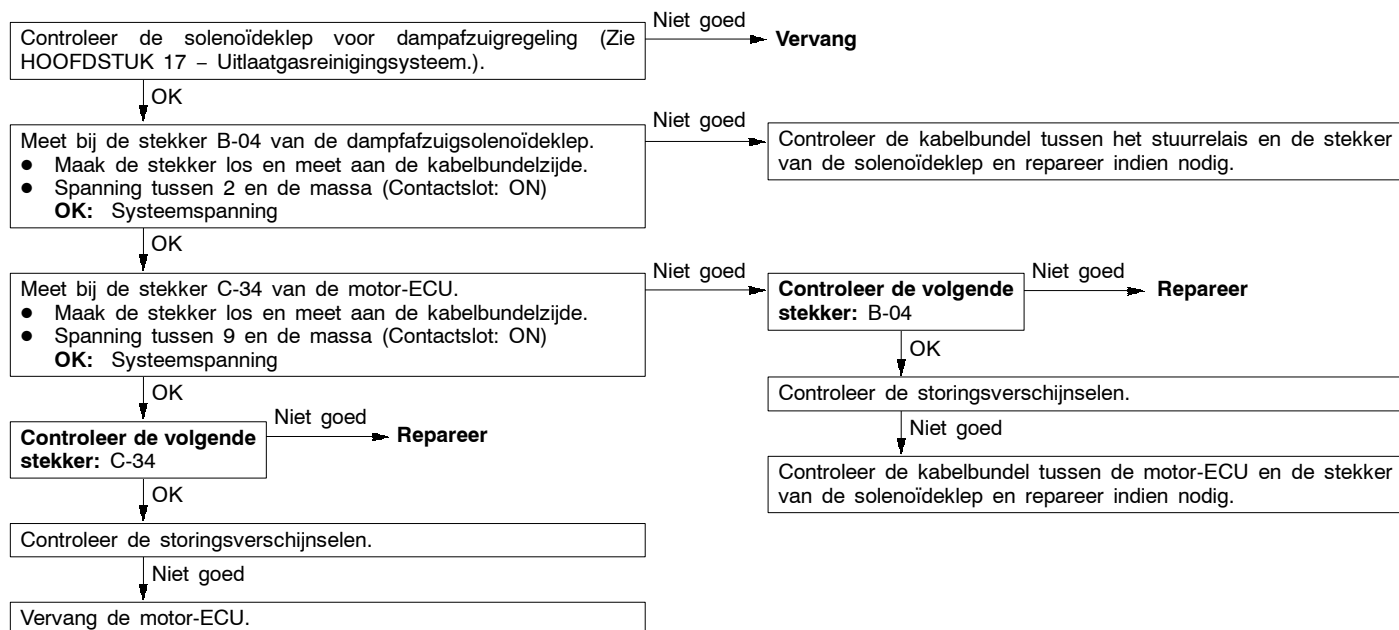 Controleer de solenoïdeklep voor dampafzuigregeling (Zie
HOOFDSTUK 17 – Uitlaatgasreinigingsysteem.).
Niet goed
Vervang
OK
Meet bij de stekker B-04 van de dampfafzuigsolenoïdeklep.
● Maak de stekker los en meet aan de kabelbundelzijde.
● Spanning tussen 2 en de massa (Contactslot: ON)
OK: Systeemspanning
Niet goed
Controleer de kabelbundel tussen het stuurrelais en de stekker
van de solenoïdeklep en repareer indien nodig.
OK
Meet bij de stekker C-34 van de motor-ECU.
● Maak de stekker los en meet aan de kabelbundelzijde.
● Spanning tussen 9 en de massa (Contactslot: ON)
OK: Systeemspanning
Niet goed
Controleer de volgende
stekker: B-04
Niet goed
Repareer
OK
Controleer de storingsverschijnselen.
Niet goed
Controleer de kabelbundel tussen de motor-ECU en de stekker
van de solenoïdeklep en repareer indien nodig.
OK
Controleer de volgende
stekker: C-34
Niet goed
Repareer
OK
Controleer de storingsverschijnselen.
Niet goed
Vervang de motor-ECU.